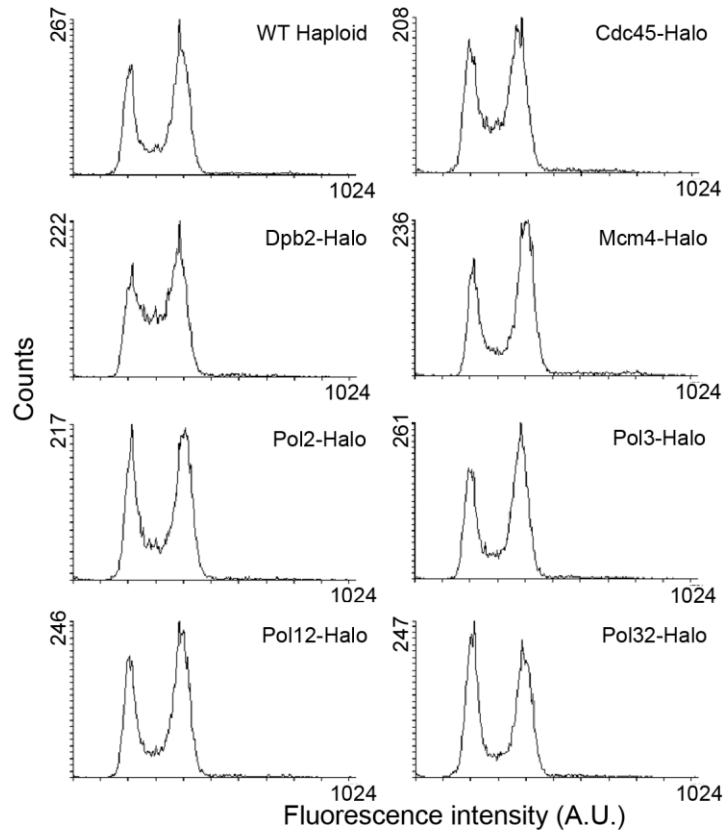 267
WT Haploid
1024
208
Cdc45-Halo
1024
222
Dpb2-Halo
1024
236
Mcm4-Halo
1024
Counts
217
Pol2-Halo
1024
261
Pol3-Halo
1024
246
Pol12-Halo
1024
247
Pol32-Halo
1024
Fluorescence intensity (A.U.)